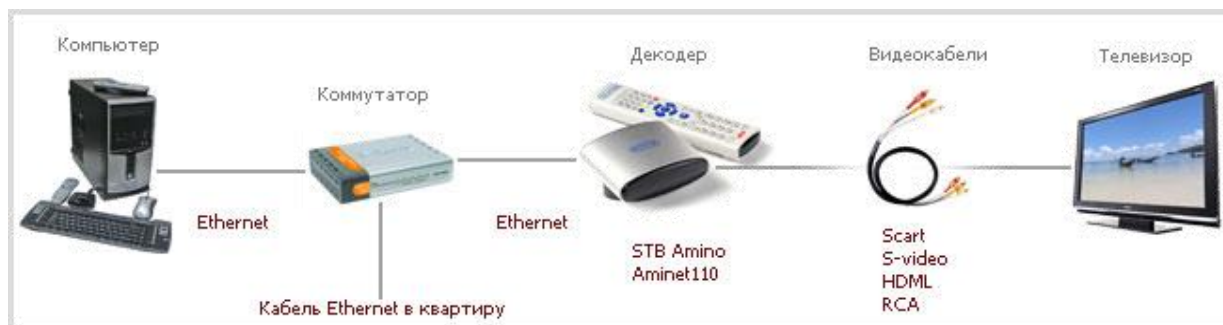 Компьютер
Коммутатор
Декодер
Видеокабели
Телевизор
Ethernet
Ethernet
STB Amino
Aminet110
Scart
S-video
HDML
RCA
Кабель Ethernet в квартиру